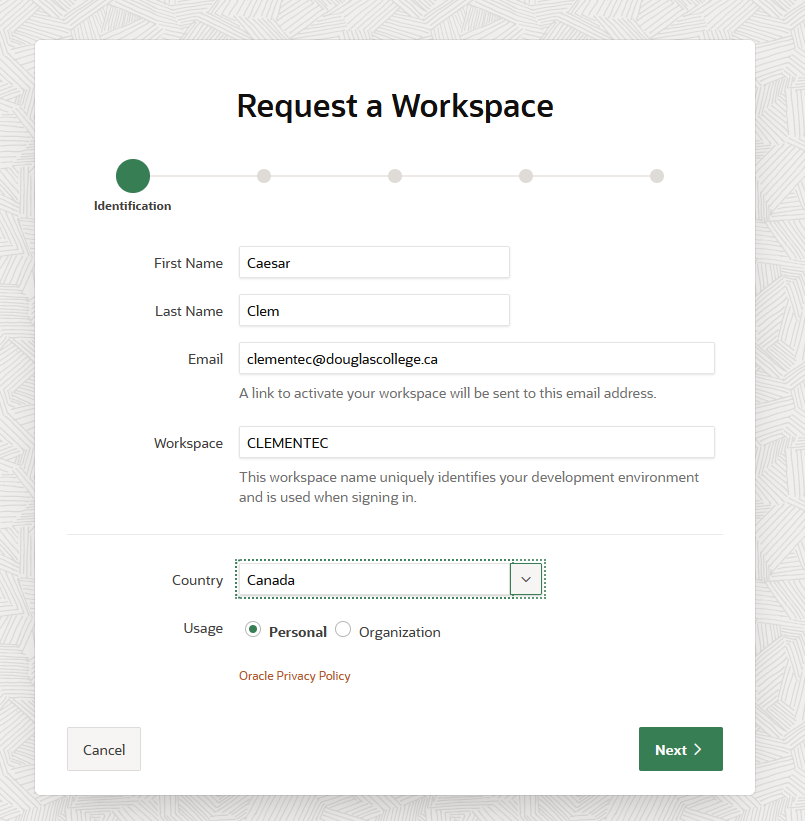 Request a Workspace
Identification
First Name Caesar
Last Name Clem
Email clementec@douglascollege.ca
A link to activate your workspace will be sent to this email address.
Workspace CLEMENTEC
This workspace name uniquely identifies your development environment
and is used when signing in.
Country Canada
Usage Personal Organization
Oracle Privacy Policy
Cancel Next